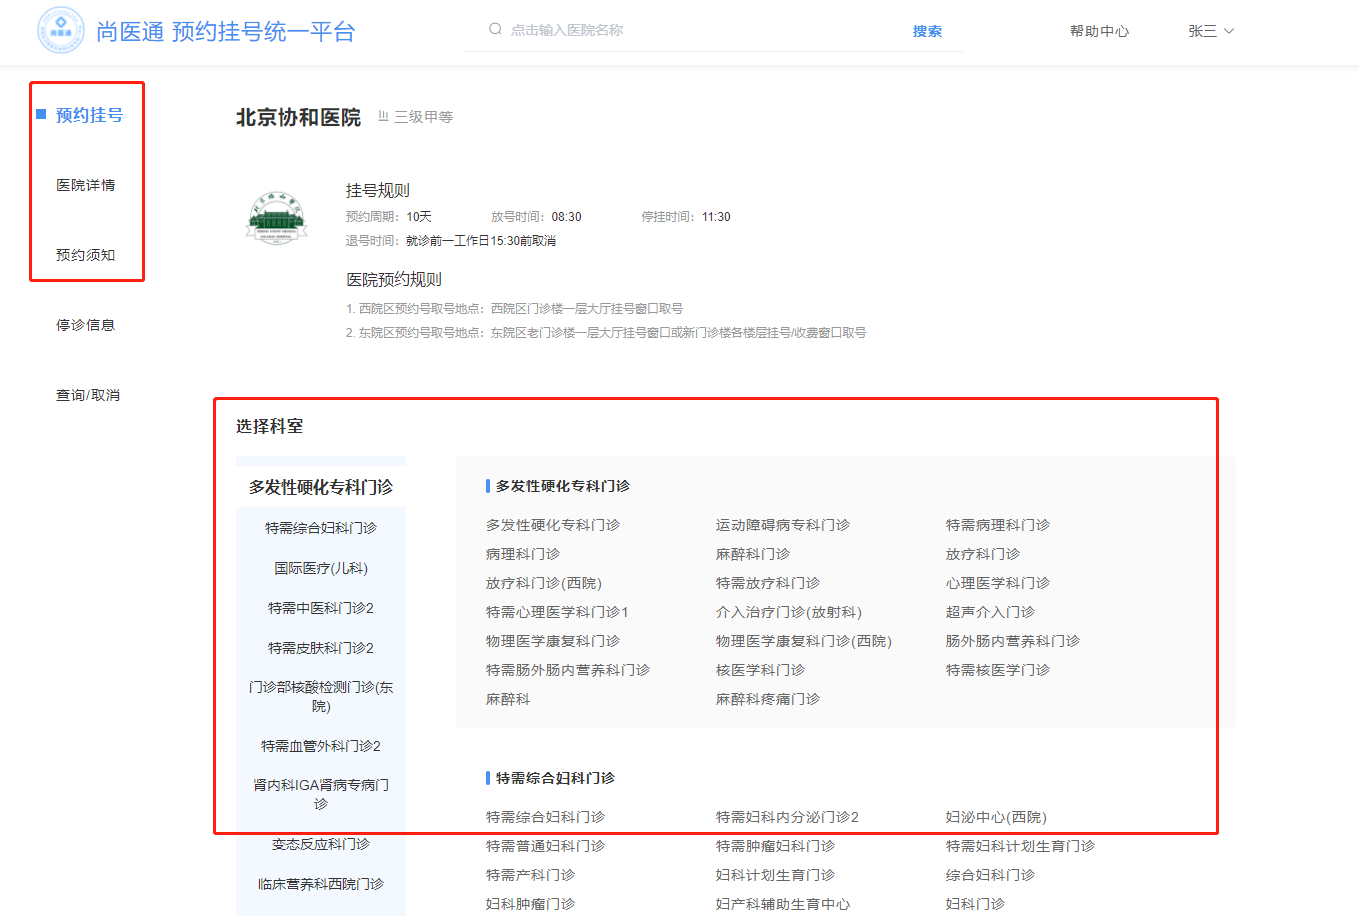 尚医通
尚医通 预约挂号统一平台
点击输入医院名称
搜索
帮助中心
张三
预约挂号
医院详情
预约须知
停诊信息
查询/取消
北京协和医院
三级甲等
挂号规则
预约周期：10天 放号时间：08:30 停挂时间：11:30
退号时间：就诊前一工作日15:30前取消
医院预约规则
1. 西院区预约号取号地点：西院区门诊楼一层大厅挂号窗口取号
2. 东院区预约号取号地点：东院区老门诊楼一层大厅挂号窗口或新门诊楼各楼层挂号/收费窗口取号
选择科室
多发性硬化专科门诊
特需综合妇科门诊
国际医疗(儿科)
特需中医科门诊2
特需皮肤科门诊2
门诊部核酸检测门诊(东
院)
特需血管外科门诊2
肾内科IGA肾病专病门
诊
变态反应科门诊
临床营养科西院门诊
多发性硬化专科门诊
多发性硬化专科门诊 运动障碍病专科门诊 特需病理科门诊
病理科门诊 麻醉科门诊 放疗科门诊
放疗科门诊(西院) 特需放疗科门诊 心理医学科门诊
特需心理医学科门诊1 介入治疗门诊(放射科) 超声介入门诊
物理医学康复科门诊 物理医学康复科门诊(西院) 肠外肠内营养科门诊
特需肠外肠内营养科门诊 核医学科门诊 特需核医学门诊
麻醉科 麻醉科疼痛门诊
特需综合妇科门诊
特需综合妇科门诊 特需妇科内分泌门诊2 妇泌中心(西院)
特需普通妇科门诊 特需肿瘤妇科门诊 特需妇科计划生育门诊
特需产科门诊 妇科计划生育门诊 综合妇科门诊
妇科肿瘤门诊 妇产科辅助生育中心 妇科门诊